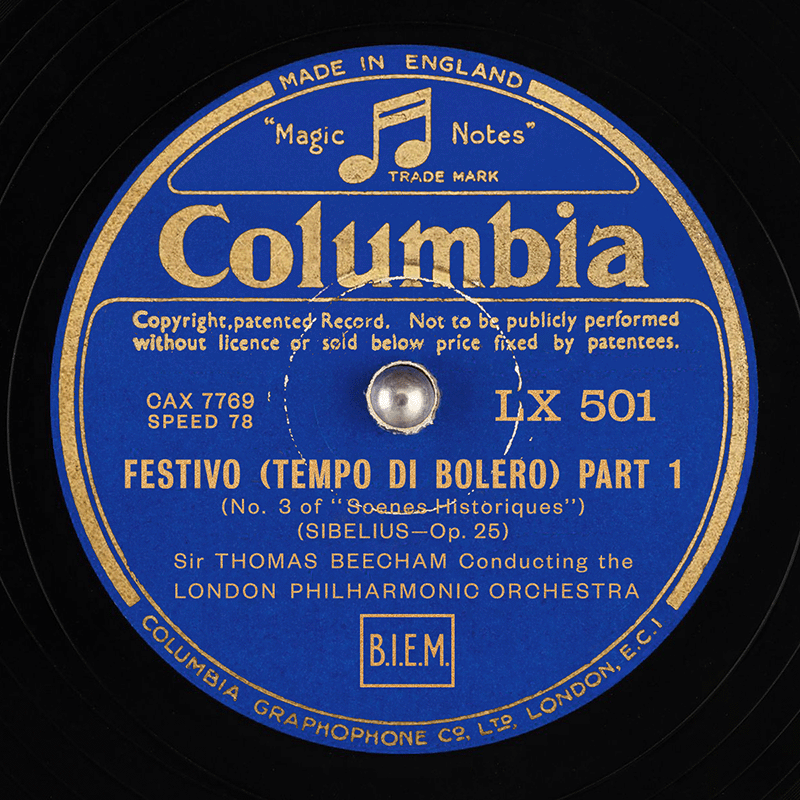 MADE IN ENGLAND
"Magic Notes"
TRADE MARK
Columbia
Copyright, patented Record. Not to be publicly performed
without licence or sold below price fixed by patentees.
CAX 7769
SPEED 78
LX 501
FESTIVO (TEMPO DI BOLERO) PART 1
(No. 3 of "Scenes Historiques")
(SIBELIUS—Op. 25)
Sir THOMAS BEECHAM Conducting the
LONDON PHILHARMONIC ORCHESTRA
B.I.E.M.
COLUMBIA GRAPHOPHONE CO. LTD. LONDON, E.C.1